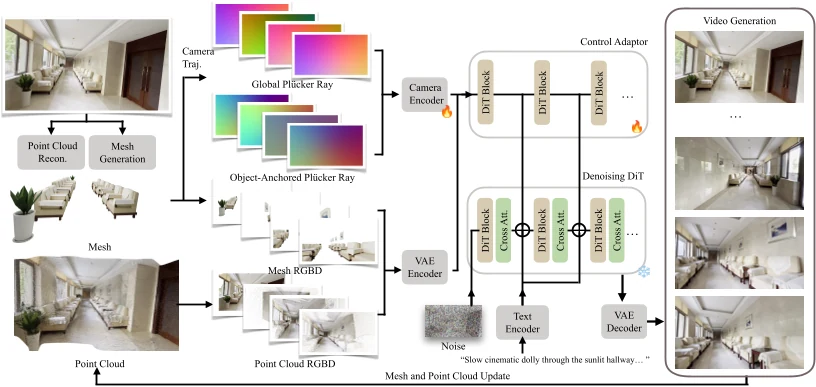 Camera
Traj.
Global Plücker Ray
Object-Anchored Plücker Ray
Point Cloud
Recon.
Mesh
Generation
Mesh
Mesh RGBD
Point Cloud
Point Cloud RGBD
Camera
Encoder
VAE
Encoder
Control Adaptor
DiT Block
DiT Block
DiT Block
...
Denoising DiT
DiT Block
Cross Att.
DiT Block
Cross Att.
DiT Block
Cross Att.
...
Noise
Text
Encoder
VAE
Decoder
“Slow cinematic dolly through the sunlit hallway… ”
Video Generation
...
Mesh and Point Cloud Update